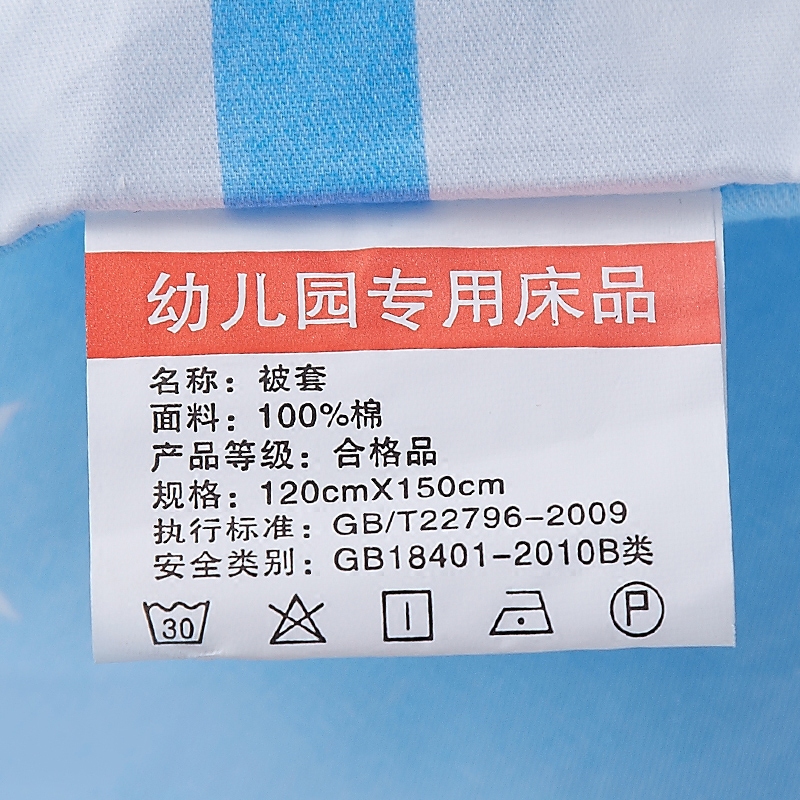 幼儿园专用床品
名称：被套
面料：100%棉
产品等级：合格品
规格：120cmX150cm
执行标准：GB/T22796-2009
安全类别：GB18401-2010B类
30 P